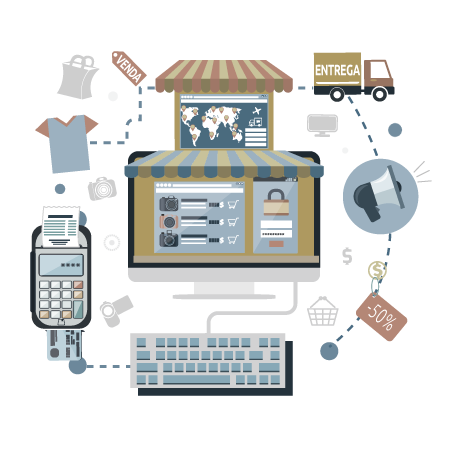 VENDA
ENTREGA
$
$
-50%